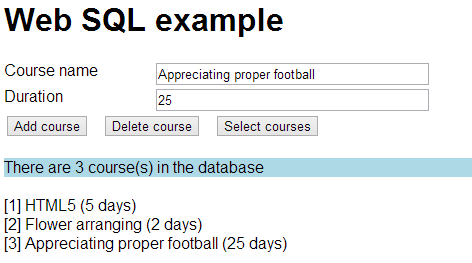 Web SQL example
Course name Appreciating proper football
Duration 25
Add course Delete course Select courses
There are 3 course(s) in the database
[1] HTML5 (5 days)
[2] Flower arranging (2 days)
[3] Appreciating proper football (25 days)